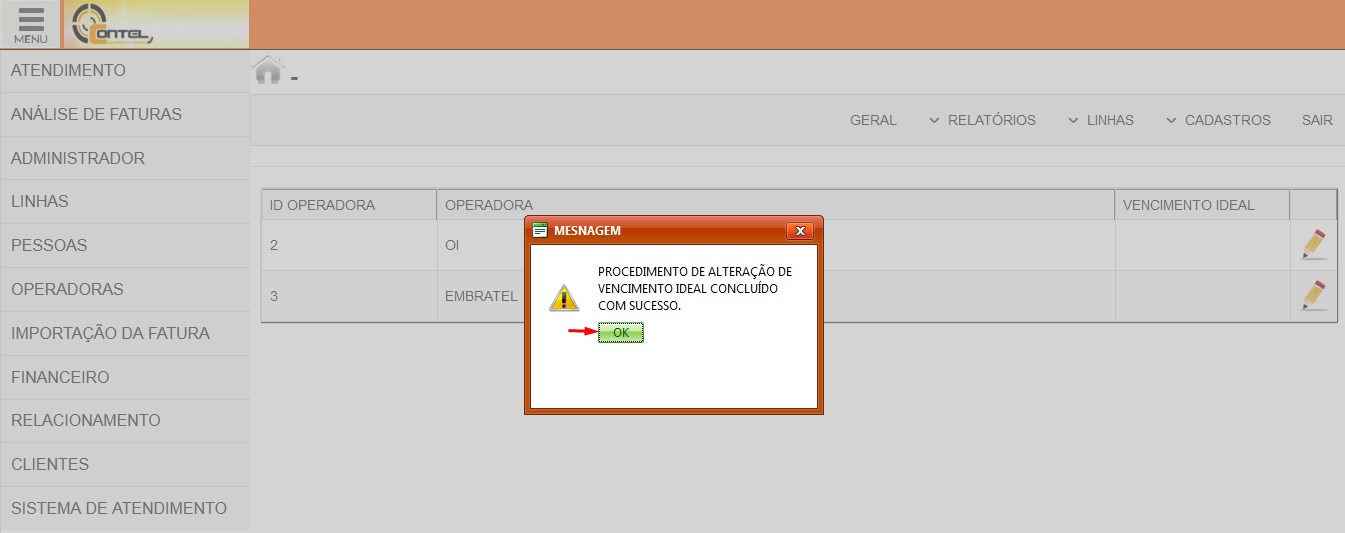 MENU
CONTEL,
ATENDIMENTO
ANÁLISE DE FATURAS
ADMINISTRADOR
LINHAS
PESSOAS
OPERADORAS
IMPORTAÇÃO DA FATURA
FINANCEIRO
RELACIONAMENTO
CLIENTES
SISTEMA DE ATENDIMENTO
-
GERAL RELATÓRIOS LINHAS CADASTROS SAIR
ID OPERADORA OPERADORA VENCIMENTO IDEAL
2 OI
3 EMBRATEL
MESNAGEM
PROCEDIMENTO DE ALTERAÇÃO DE
VENCIMENTO IDEAL CONCLUÍDO
COM SUCESSO.
OK